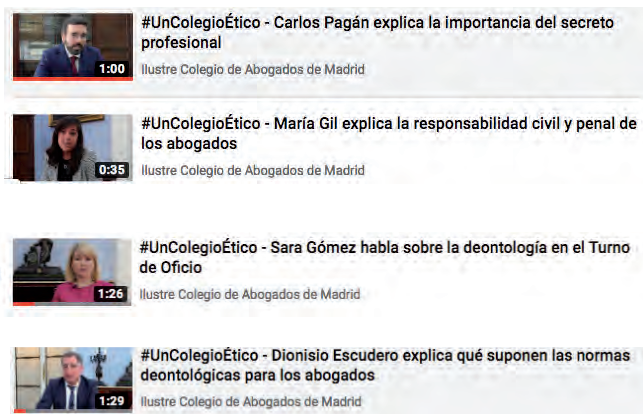 #UnColegioÉtico - Carlos Pagán explica la importancia del secreto
profesional
1:00
Ilustre Colegio de Abogados de Madrid
#UnColegioÉtico - María Gil explica la responsabilidad civil y penal de
los abogados
0:35
Ilustre Colegio de Abogados de Madrid
#UnColegioÉtico - Sara Gómez habla sobre la deontología en el Turno
de Oficio
1:26
Ilustre Colegio de Abogados de Madrid
#UnColegioÉtico - Dionisio Escudero explica qué suponen las normas
deontológicas para los abogados
1:29
Ilustre Colegio de Abogados de Madrid